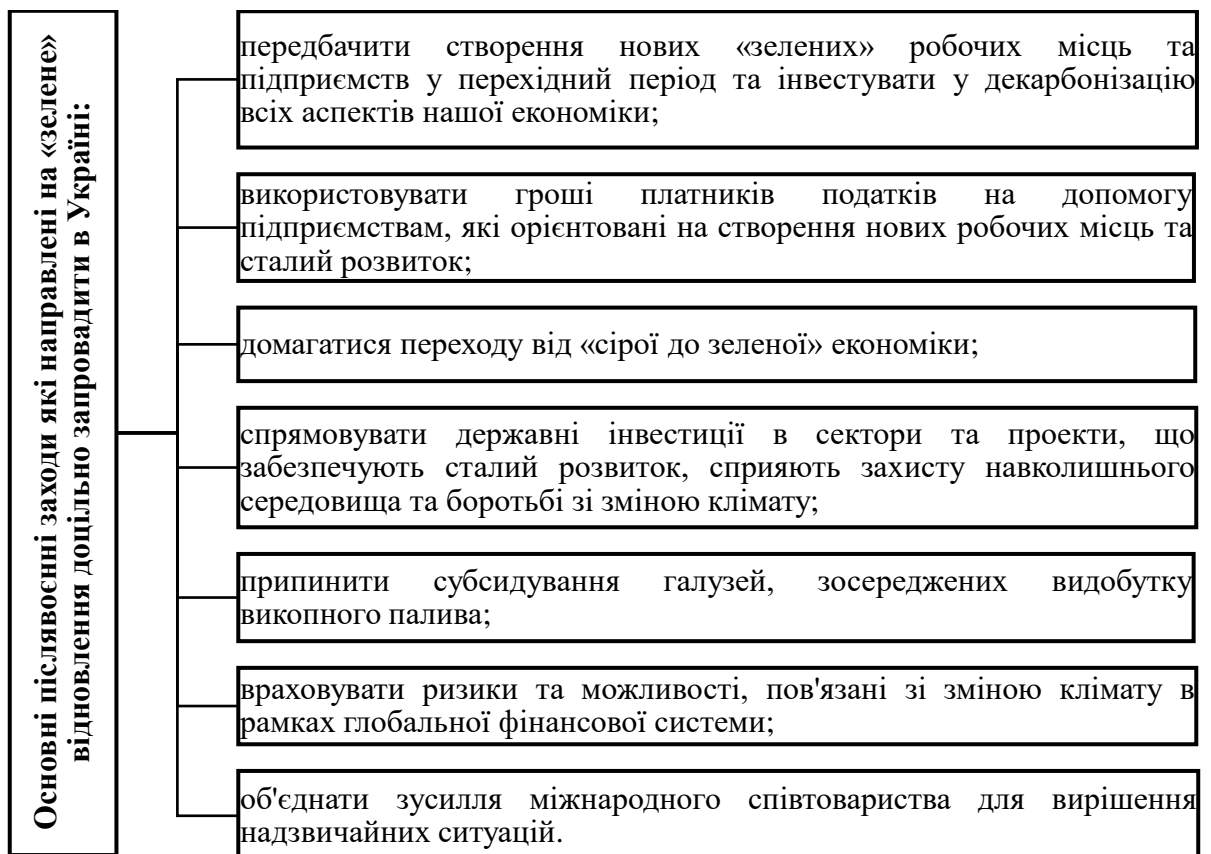 Основні післявоєнні заходи які направлені на «зелене»
відновлення доцільно запровадити в Україні:
передбачити створення нових «зелених» робочих місць та
підприємств у перехідний період та інвестувати у декарбонізацію
всіх аспектів нашої економіки;
використовувати гроші платників податків на допомогу
підприємствам, які орієнтовані на створення нових робочих місць та
сталий розвиток;
домагатися переходу від «сірої до зеленої» економіки;
спрямовувати державні інвестиції в сектори та проекти, що
забезпечують сталий розвиток, сприяють захисту навколишнього
середовища та боротьбі зі зміною клімату;
припинити субсидування галузей, зосереджених видобутку
викопного палива;
враховувати ризики та можливості, пов'язані зі зміною клімату в
рамках глобальної фінансової системи;
об'єднати зусилля міжнародного співтовариства для вирішення
надзвичайних ситуацій.